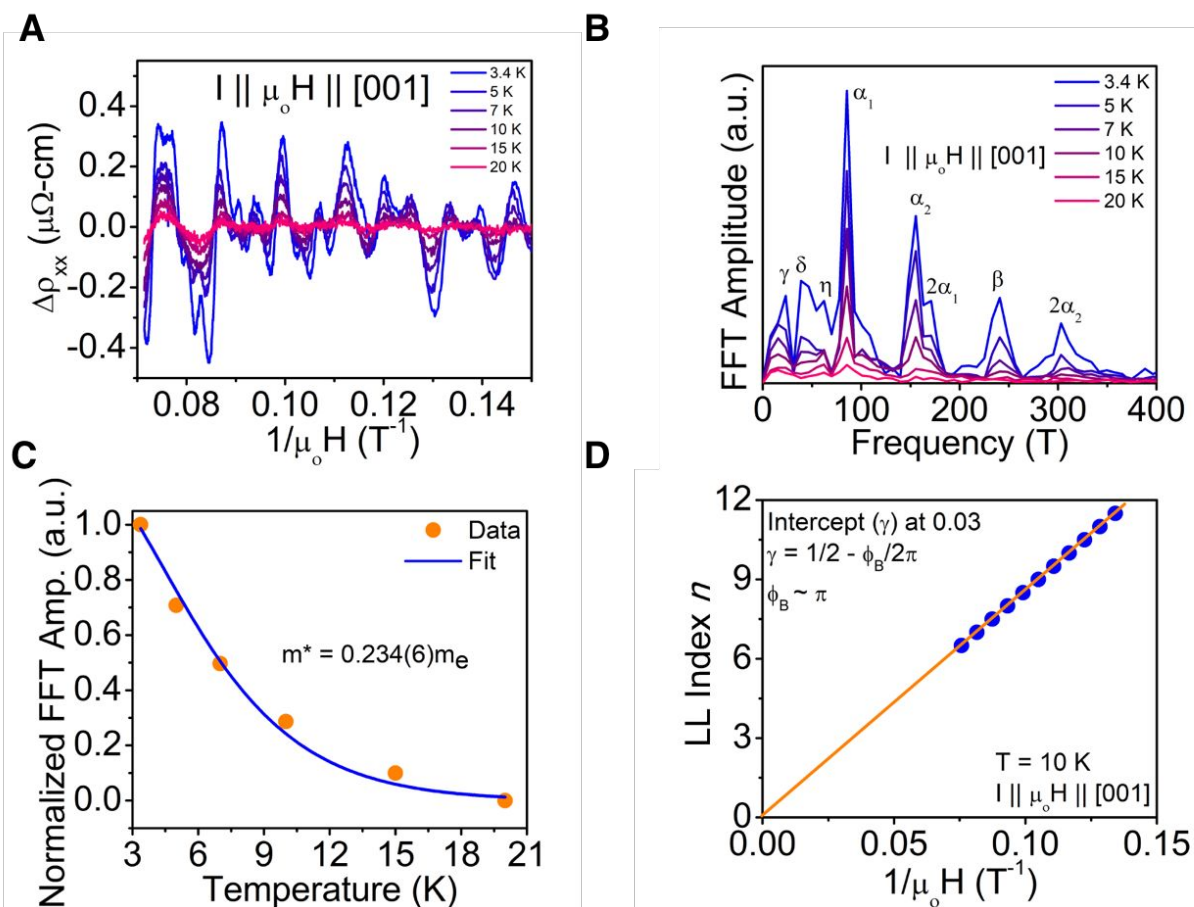 A
I || μₒH || [001]
3.4 K
5 K
7 K
10 K
15 K
20 K
0.4
0.2
0.0
-0.2
-0.4
Δρxx (μΩ-cm)
0.08 0.10 0.12 0.14
1/μₒH (T⁻¹)
B
3.4 K
5 K
7 K
10 K
15 K
20 K
I || μₒH || [001]
γ δ η α₁ α₂ 2α₁ β 2α₂
FFT Amplitude (a.u.)
0 100 200 300 400
Frequency (T)
C
Data
Fit
m* = 0.234(6)mₑ
1.0
0.8
0.6
0.4
0.2
0.0
Normalized FFT Amp. (a.u.)
3 6 9 12 15 18 21
Temperature (K)
D
Intercept (γ) at 0.03
γ = 1/2 - ϕB/2π
ϕB ~ π
12
9
6
3
0
LL Index n
T = 10 K
I || μₒH || [001]
0.00 0.05 0.10 0.15
1/μₒH (T⁻¹)